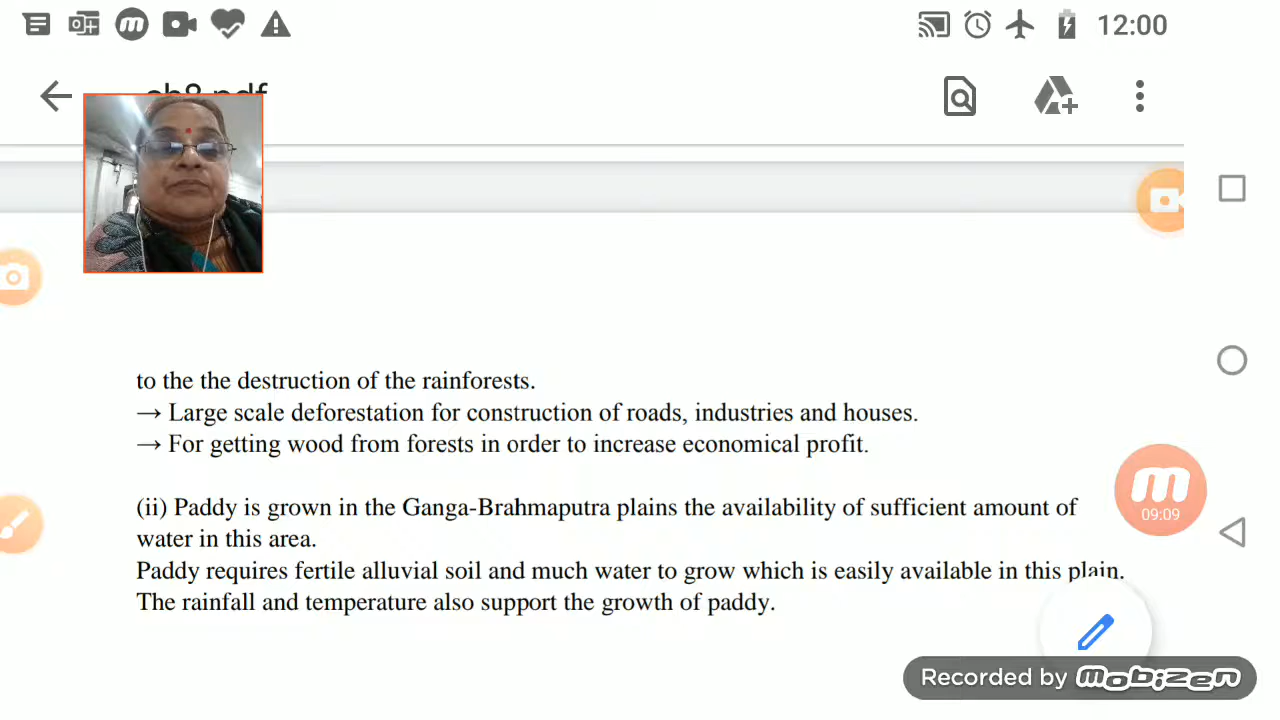 12:00
ch8.pdf
to the the destruction of the rainforests.
→ Large scale deforestation for construction of roads, industries and houses.
→ For getting wood from forests in order to increase economical profit.
(ii) Paddy is grown in the Ganga-Brahmaputra plains the availability of sufficient amount of
water in this area.
Paddy requires fertile alluvial soil and much water to grow which is easily available in this plain.
The rainfall and temperature also support the growth of paddy.
09:09
Recorded by mobizen